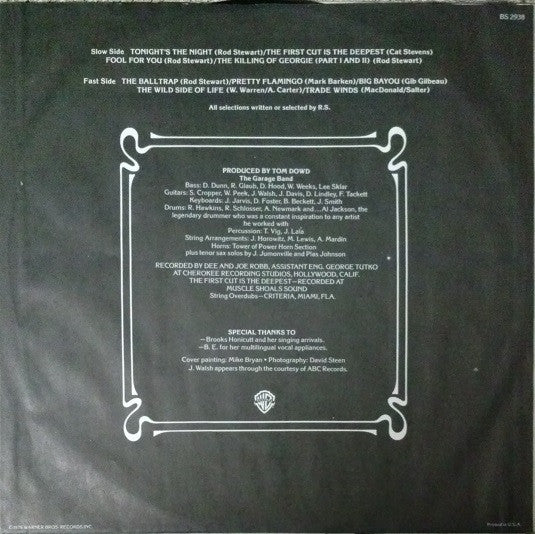 BS 2938
Slow Side TONIGHT'S THE NIGHT (Rod Stewart)/THE FIRST CUT IS THE DEEPEST (Cat Stevens)
FOOL FOR YOU (Rod Stewart)/THE KILLING OF GEORGIE (PART I AND II) (Rod Stewart)
Fast Side THE BALLTRAP (Rod Stewart)/PRETTY FLAMINGO (Mark Barken)/BIG BAYOU (Gib Gilbeau)
THE WILD SIDE OF LIFE (W. Warren/A. Carter)/TRADE WINDS (MacDonald/Salter)
All selections written or selected by R.S.
PRODUCED BY TOM DOWD
The Garage Band
Bass: D. Dunn, R. Glaub, D. Hood, W. Weeks, Lee Sklar
Guitars: S. Cropper, W. Peek, J. Walsh, J. Davis, D. Lindley, F. Tackett
Keyboards: J. Jarvis, D. Foster, B. Beckett, J. Smith
Drums: R. Hawkins, R. Schlosser, A. Newmark and ...Al Jackson, the
legendary drummer who was a constant inspiration to any artist
he worked with
Percussion: T. Vig, J. Lala
String Arrangements: J. Horowitz, M. Lewis, A. Mardin
Horns: Tower of Power Horn Section
plus tenor sax solos by J. Jumonville and Plas Johnson
RECORDED BY DEE AND JOE ROBB, ASSISTANT ENG. GEORGE TUTKO
AT CHEROKEE RECORDING STUDIOS, HOLLYWOOD, CALIF.
THE FIRST CUT IS THE DEEPEST—RECORDED AT
MUSCLE SHOALS SOUND
String Overdubs—CRITERIA, MIAMI, FLA.
SPECIAL THANKS TO
—Brooks Honicutt and her singing arrivals.
—B. E. for her multilingual vocal appliances.
Cover painting: Mike Bryan • Photography: David Steen
J. Walsh appears through the courtesy of ABC Records.
©1976 WARNER BROS. RECORDS INC.
Printed in U.S.A.